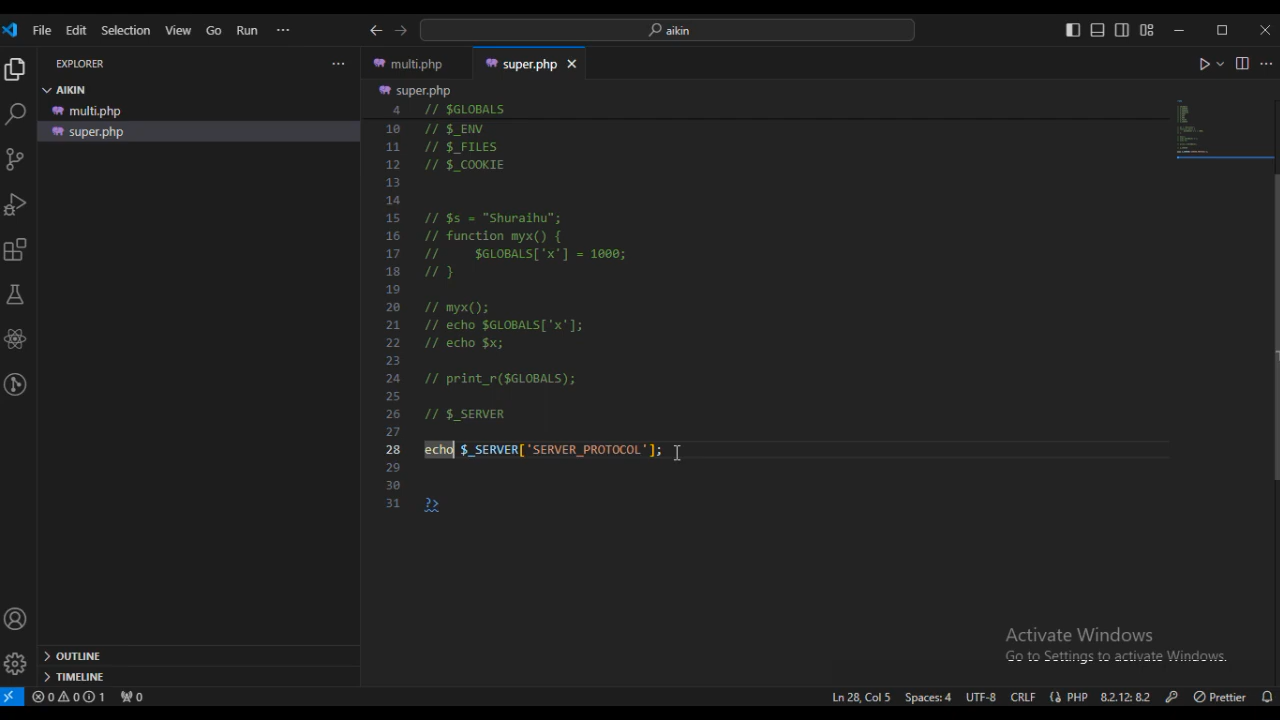 File Edit Selection View Go Run ··· aikin
EXPLORER ···
multi.php super.php
AIKIN
super.php
multi.php
super.php
4 // $GLOBALS
10 // $_ENV
11 // $_FILES
12 // $_COOKIE
13
14
15 // $s = "Shuraihu";
16 // function myx() {
17 //     $GLOBALS['x'] = 1000;
18 // }
19
20 // myx();
21 // echo $GLOBALS['x'];
22 // echo $x;
23
24 // print_r($GLOBALS);
25
26 // $_SERVER
27
28 echo $_SERVER['SERVER_PROTOCOL'];
29
30
31 ?>
Activate Windows
Go to Settings to activate Windows.
OUTLINE
TIMELINE
0 0 1 0 Ln 28, Col 5 Spaces: 4 UTF-8 CRLF {} PHP 8.2.12: 8.2 Prettier